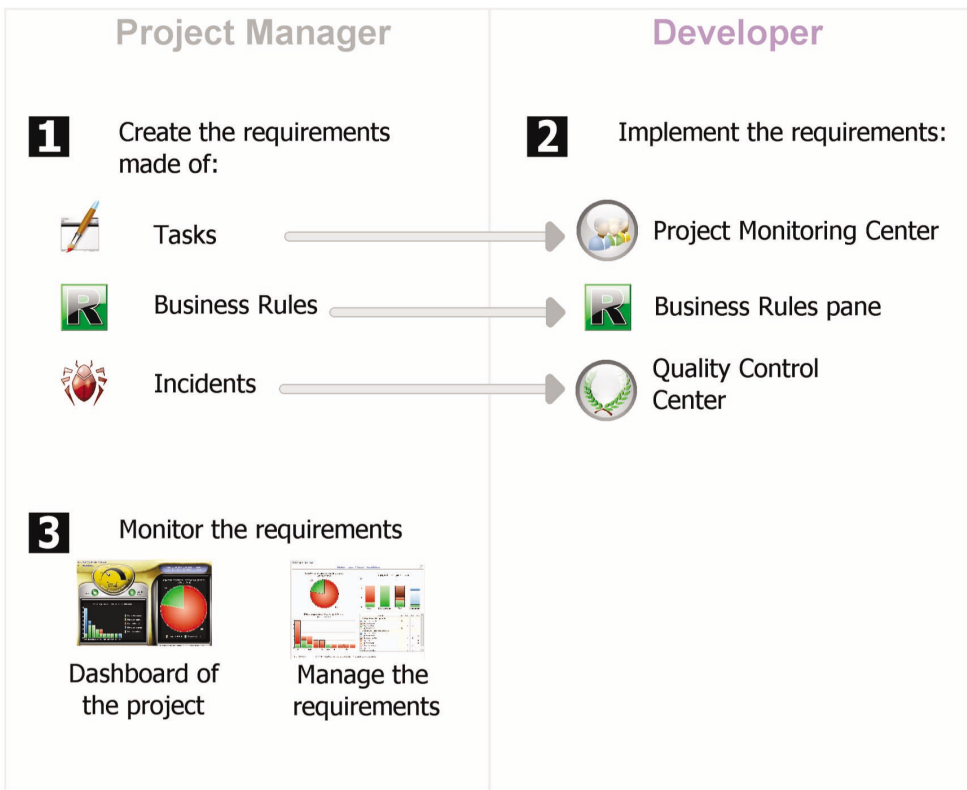 Project Manager
Developer
1
Create the requirements
made of:
2
Implement the requirements:
Tasks
Project Monitoring Center
R
Business Rules
R
Business Rules pane
Incidents
Quality Control
Center
3
Monitor the requirements
Dashboard of
the project
Manage the
requirements